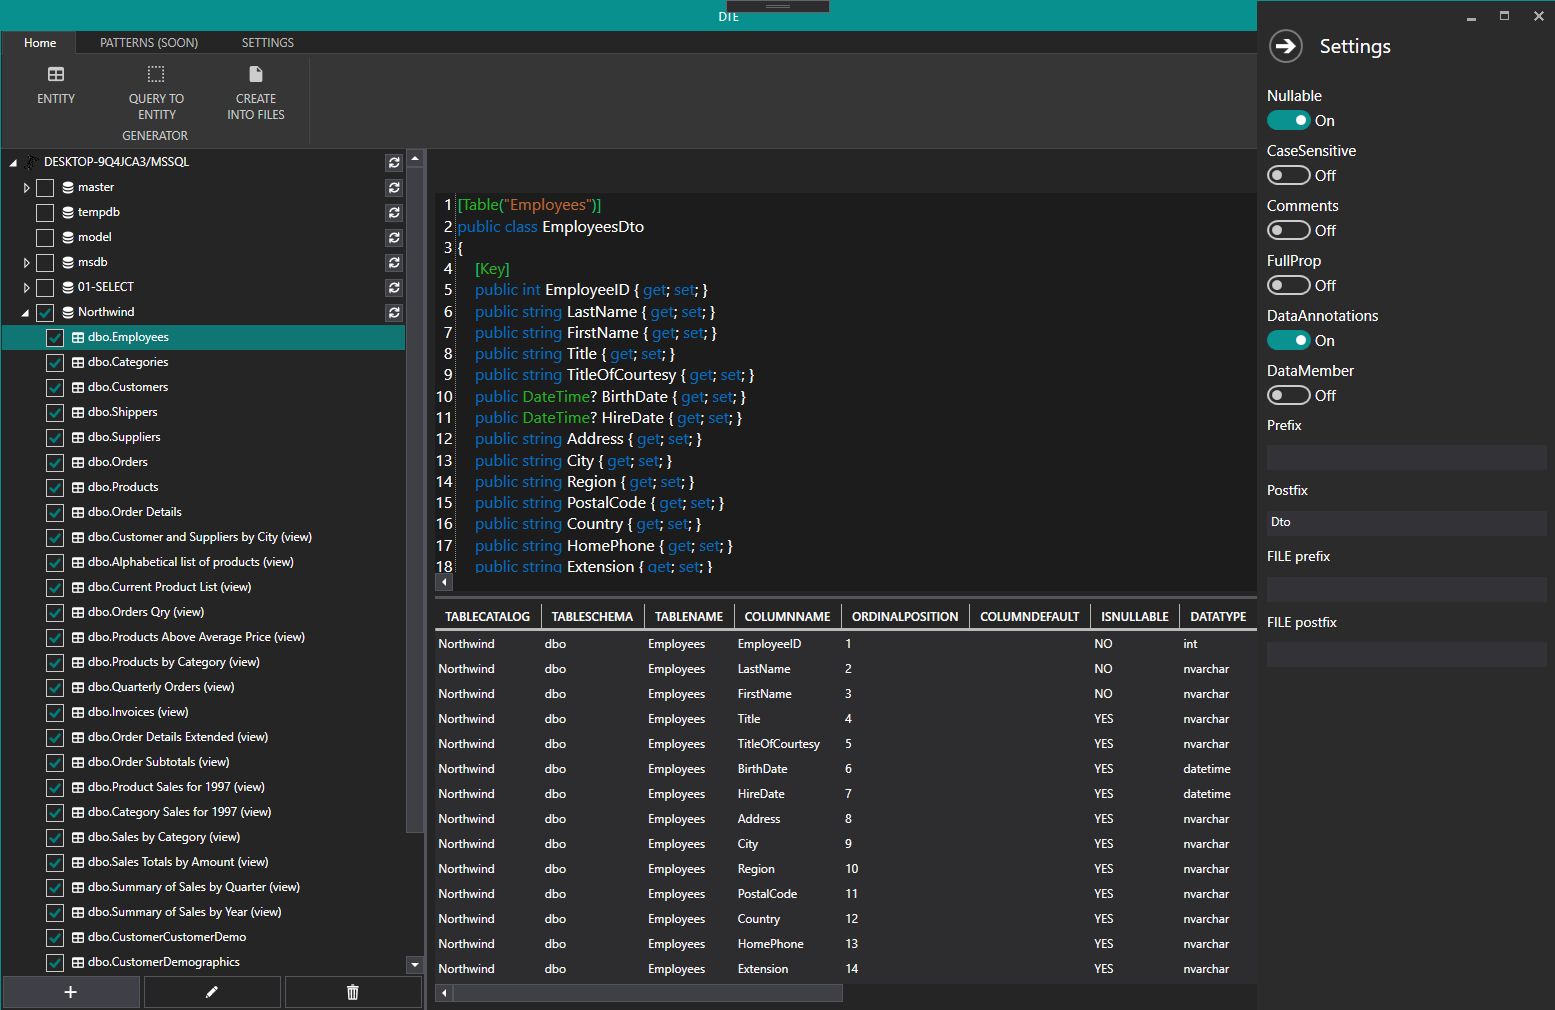 DIE
Home
PATTERNS (SOON)
SETTINGS
ENTITY
QUERY TO
ENTITY
CREATE
INTO FILES
GENERATOR
DESKTOP-9Q4JCA3/MSSQL
master
tempdb
model
msdb
01-SELECT
Northwind
dbo.Employees
dbo.Categories
dbo.Customers
dbo.Shippers
dbo.Suppliers
dbo.Orders
dbo.Products
dbo.Order Details
dbo.Customer and Suppliers by City (view)
dbo.Alphabetical list of products (view)
dbo.Current Product List (view)
dbo.Orders Qry (view)
dbo.Products Above Average Price (view)
dbo.Products by Category (view)
dbo.Quarterly Orders (view)
dbo.Invoices (view)
dbo.Order Details Extended (view)
dbo.Order Subtotals (view)
dbo.Product Sales for 1997 (view)
dbo.Category Sales for 1997 (view)
dbo.Sales by Category (view)
dbo.Sales Totals by Amount (view)
dbo.Summary of Sales by Quarter (view)
dbo.Summary of Sales by Year (view)
dbo.CustomerCustomerDemo
dbo.CustomerDemographics
1 [Table("Employees")]
2 public class EmployeesDto
3 {
4 [Key]
5 public int EmployeeID { get; set; }
6 public string LastName { get; set; }
7 public string FirstName { get; set; }
8 public string Title { get; set; }
9 public string TitleOfCourtesy { get; set; }
10 public DateTime? BirthDate { get; set; }
11 public DateTime? HireDate { get; set; }
12 public string Address { get; set; }
13 public string City { get; set; }
14 public string Region { get; set; }
15 public string PostalCode { get; set; }
16 public string Country { get; set; }
17 public string HomePhone { get; set; }
18 public string Extension { get; set; }
TABLECATALOG TABLESCHEMA TABLENAME COLUMNNAME ORDINALPOSITION COLUMNDEFAULT ISNULLABLE DATATYPE
Northwind dbo Employees EmployeeID 1 NO int
Northwind dbo Employees LastName 2 NO nvarchar
Northwind dbo Employees FirstName 3 NO nvarchar
Northwind dbo Employees Title 4 YES nvarchar
Northwind dbo Employees TitleOfCourtesy 5 YES nvarchar
Northwind dbo Employees BirthDate 6 YES datetime
Northwind dbo Employees HireDate 7 YES datetime
Northwind dbo Employees Address 8 YES nvarchar
Northwind dbo Employees City 9 YES nvarchar
Northwind dbo Employees Region 10 YES nvarchar
Northwind dbo Employees PostalCode 11 YES nvarchar
Northwind dbo Employees Country 12 YES nvarchar
Northwind dbo Employees HomePhone 13 YES nvarchar
Northwind dbo Employees Extension 14 YES nvarchar
Settings
Nullable
On
CaseSensitive
Off
Comments
Off
FullProp
Off
DataAnnotations
On
DataMember
Off
Prefix
Postfix
Dto
FILE prefix
FILE postfix